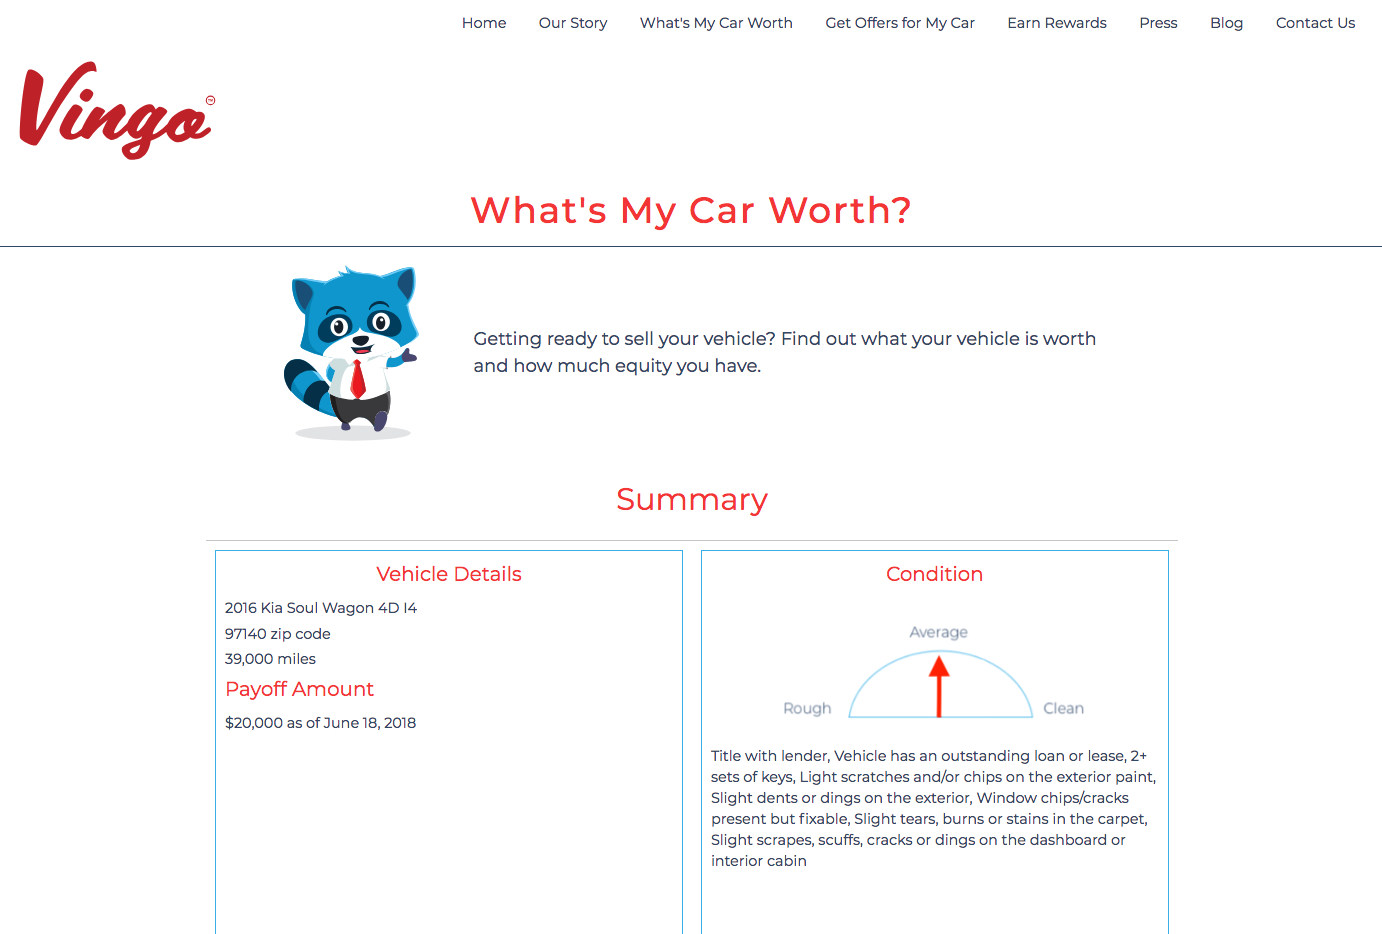 Home Our Story What's My Car Worth Get Offers for My Car Earn Rewards Press Blog Contact Us
Vingo
What's My Car Worth?
Getting ready to sell your vehicle? Find out what your vehicle is worth
and how much equity you have.
Summary
Vehicle Details
2016 Kia Soul Wagon 4D I4
97140 zip code
39,000 miles
Payoff Amount
$20,000 as of June 18, 2018
Condition
Average
Rough Clean
Title with lender, Vehicle has an outstanding loan or lease, 2+
sets of keys, Light scratches and/or chips on the exterior paint,
Slight dents or dings on the exterior, Window chips/cracks
present but fixable, Slight tears, burns or stains in the carpet,
Slight scrapes, scuffs, cracks or dings on the dashboard or
interior cabin